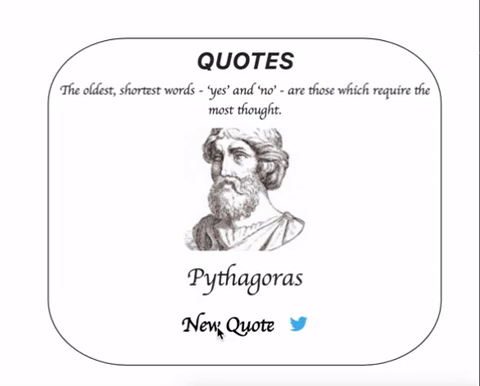 QUOTES
The oldest, shortest words - ‘yes’ and ‘no’ - are those which require the
most thought.
Pythagoras
New Quote